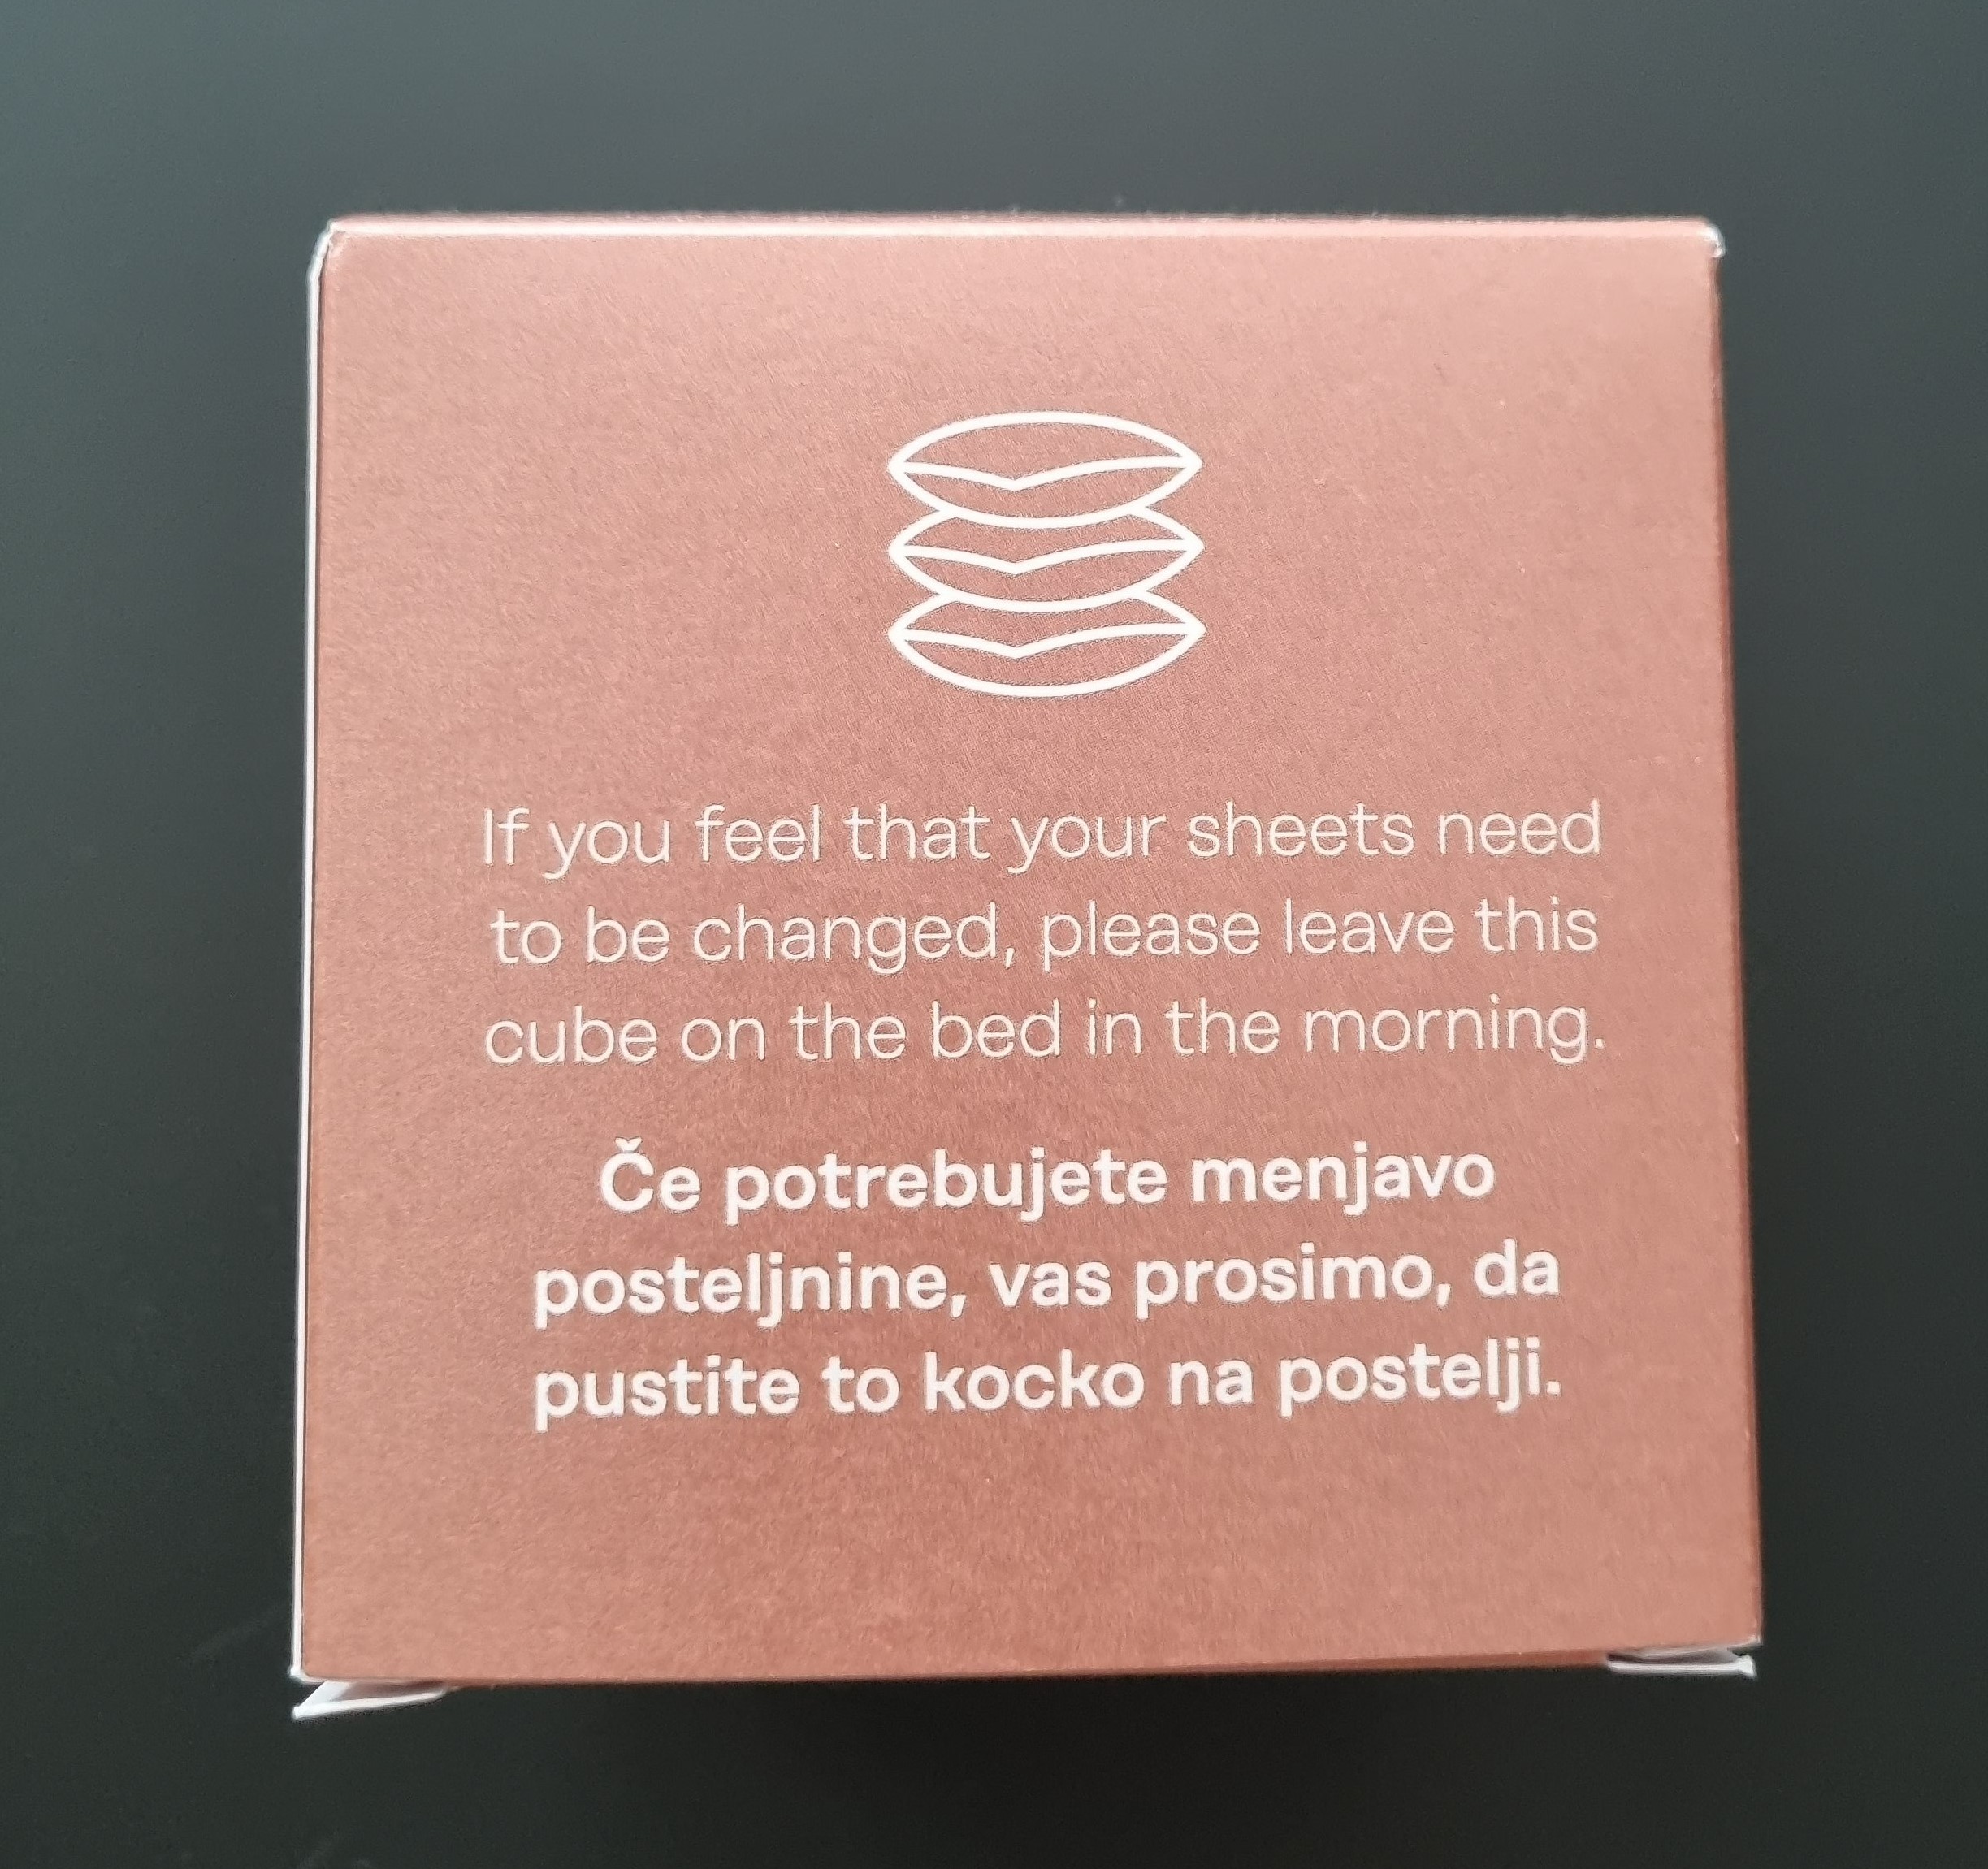 If you feel that your sheets need
to be changed, please leave this
cube on the bed in the morning.
Če potrebujete menjavo
posteljnine, vas prosimo, da
pustite to kocko na postelji.